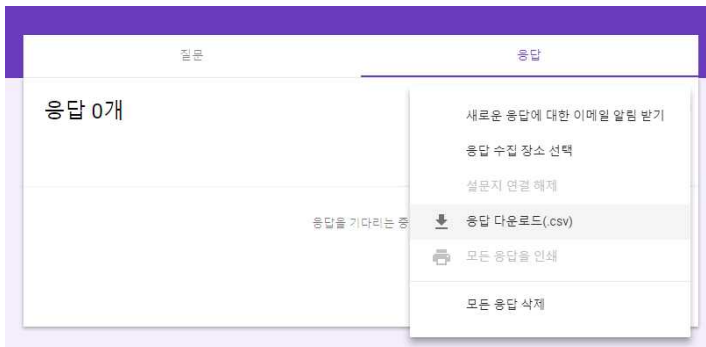 질문
응답
응답 0개
새로운 응답에 대한 이메일 알림 받기
응답 수집 장소 선택
설문지 연결 해제
응답을 기다리는 중
응답 다운로드(.csv)
모든 응답을 인쇄
모든 응답 삭제